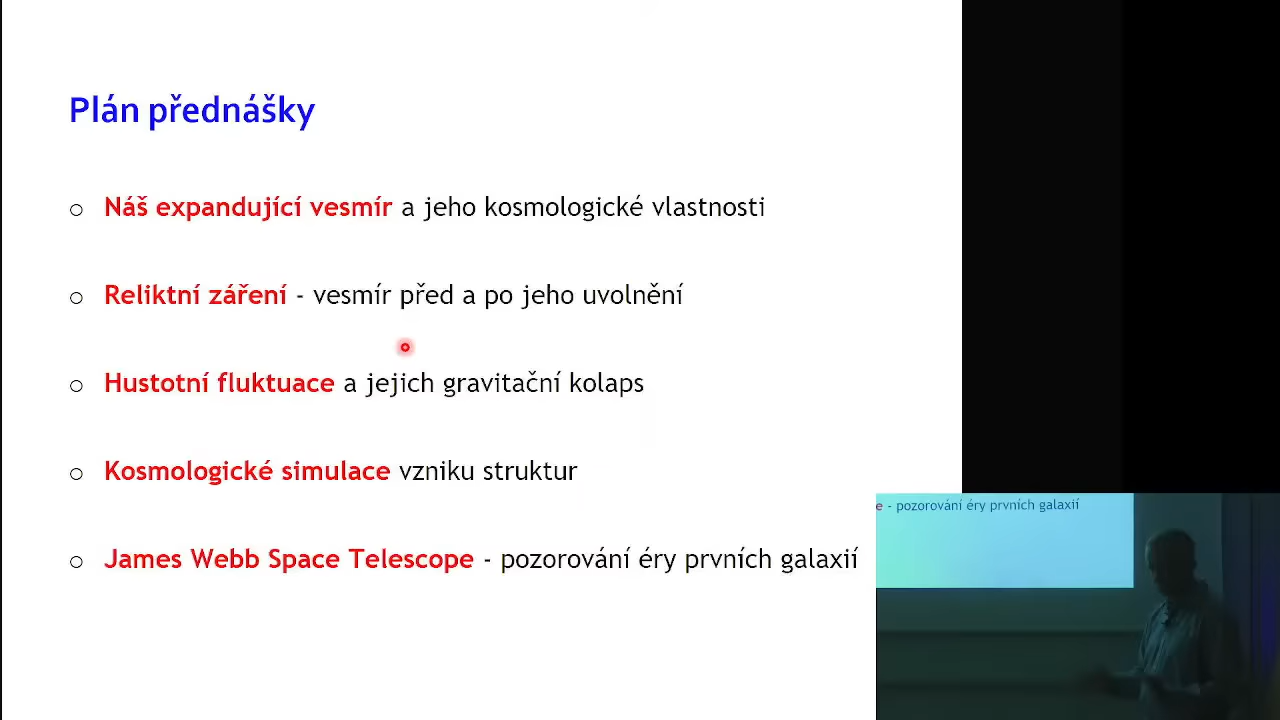 Plán přednášky
Náš expandující vesmír a jeho kosmologické vlastnosti
Reliktní záření - vesmír před a po jeho uvolnění
Hustotní fluktuace a jejich gravitační kolaps
Kosmologické simulace vzniku struktur
James Webb Space Telescope - pozorování éry prvních galaxií
e - pozorování éry prvních galaxií